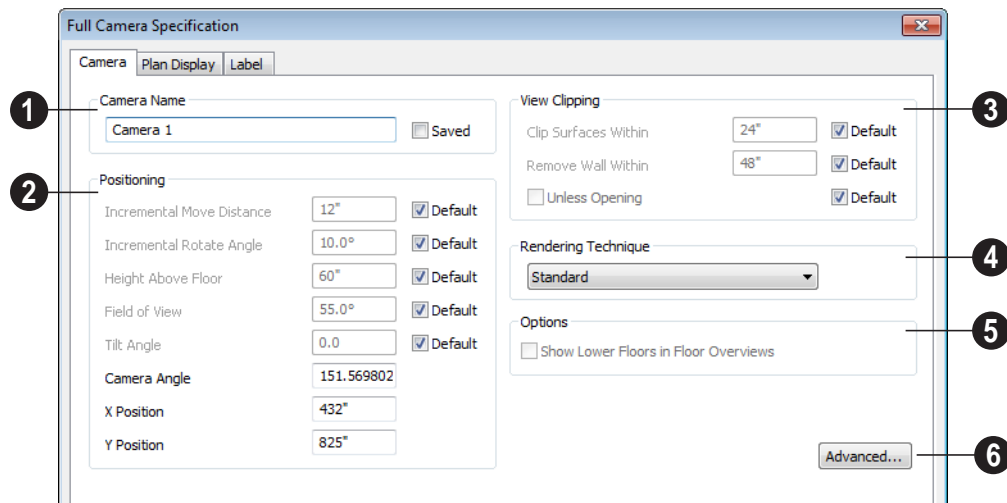 Full Camera Specification
Camera Plan Display Label
1
Camera Name
Camera 1 Saved
2
Positioning
Incremental Move Distance 12" Default
Incremental Rotate Angle 10.0° Default
Height Above Floor 60" Default
Field of View 55.0° Default
Tilt Angle 0.0 Default
Camera Angle 151.569802
X Position 432"
Y Position 825"
3
View Clipping
Clip Surfaces Within 24" Default
Remove Wall Within 48" Default
Unless Opening Default
4
Rendering Technique
Standard
5
Options
Show Lower Floors in Floor Overviews
6
Advanced...